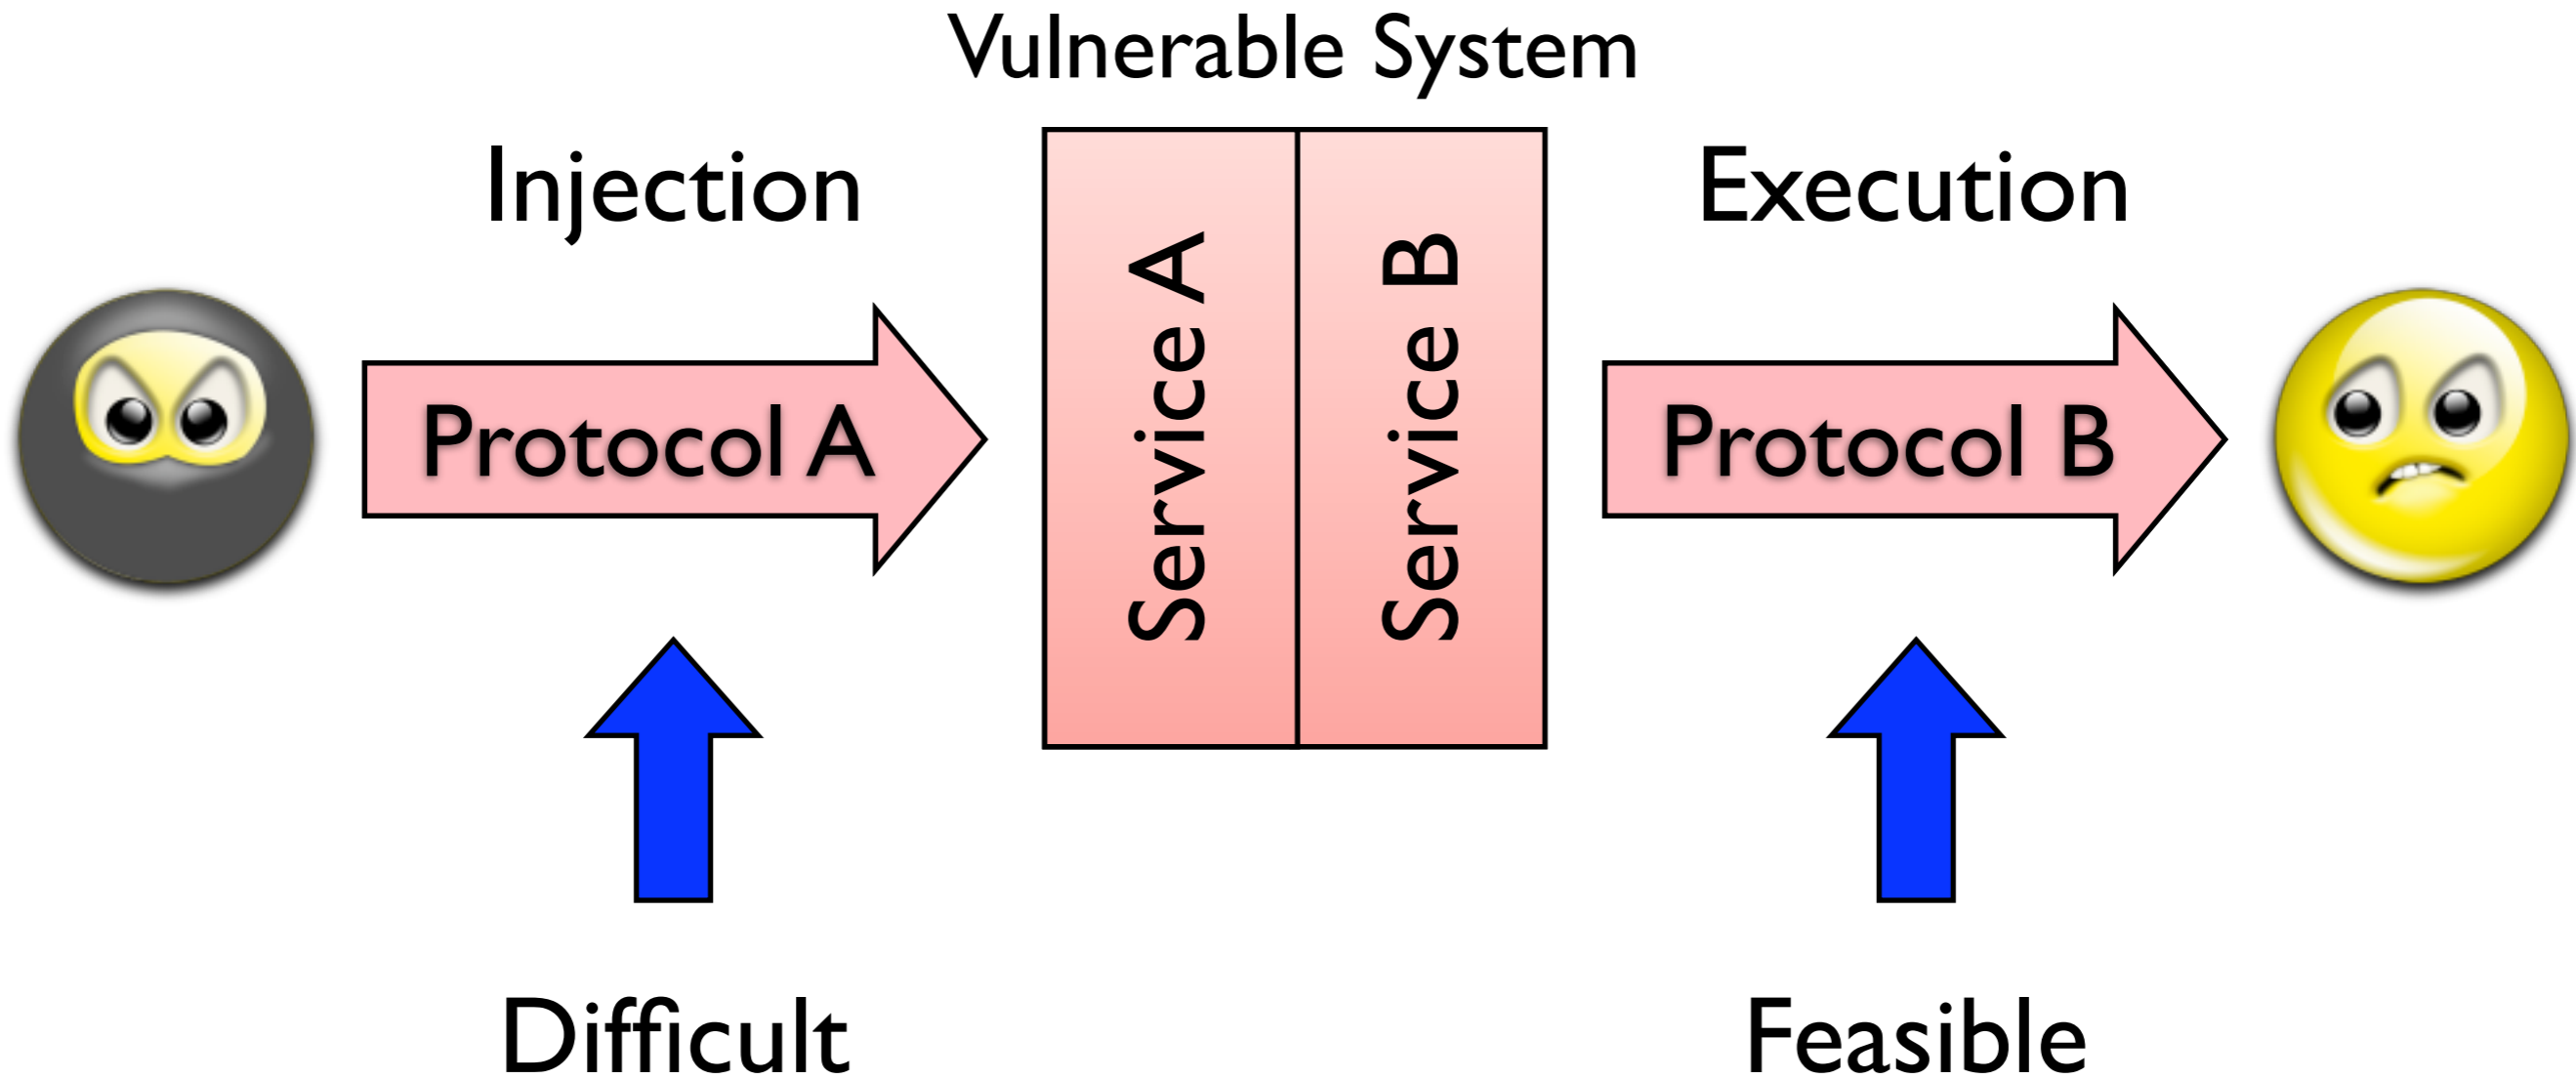 Vulnerable System
Injection
Execution
Protocol A
Service A
Service B
Protocol B
Difficult
Feasible